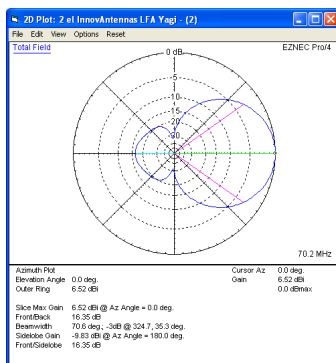 2D Plot: 2 el InnovAntennas LFA Yagi - (2)
File Edit View Options Reset
Total Field
EZNEC Pro/4
0 dB
-5
-10
-15
-20
-30
70.2 MHz
Azimuth Plot
Elevation Angle 0.0 deg.
Outer Ring 6.52 dBi
Cursor Az 0.0 deg.
Gain 6.52 dBi
0.0 dBmax
Slice Max Gain 6.52 dBi @ Az Angle = 0.0 deg.
Front/Back 16.35 dB
Beamwidth 70.6 deg.; -3dB @ 324.7, 35.3 deg.
Sidelobe Gain -9.83 dBi @ Az Angle = 180.0 deg.
Front/Sidelobe 16.35 dB